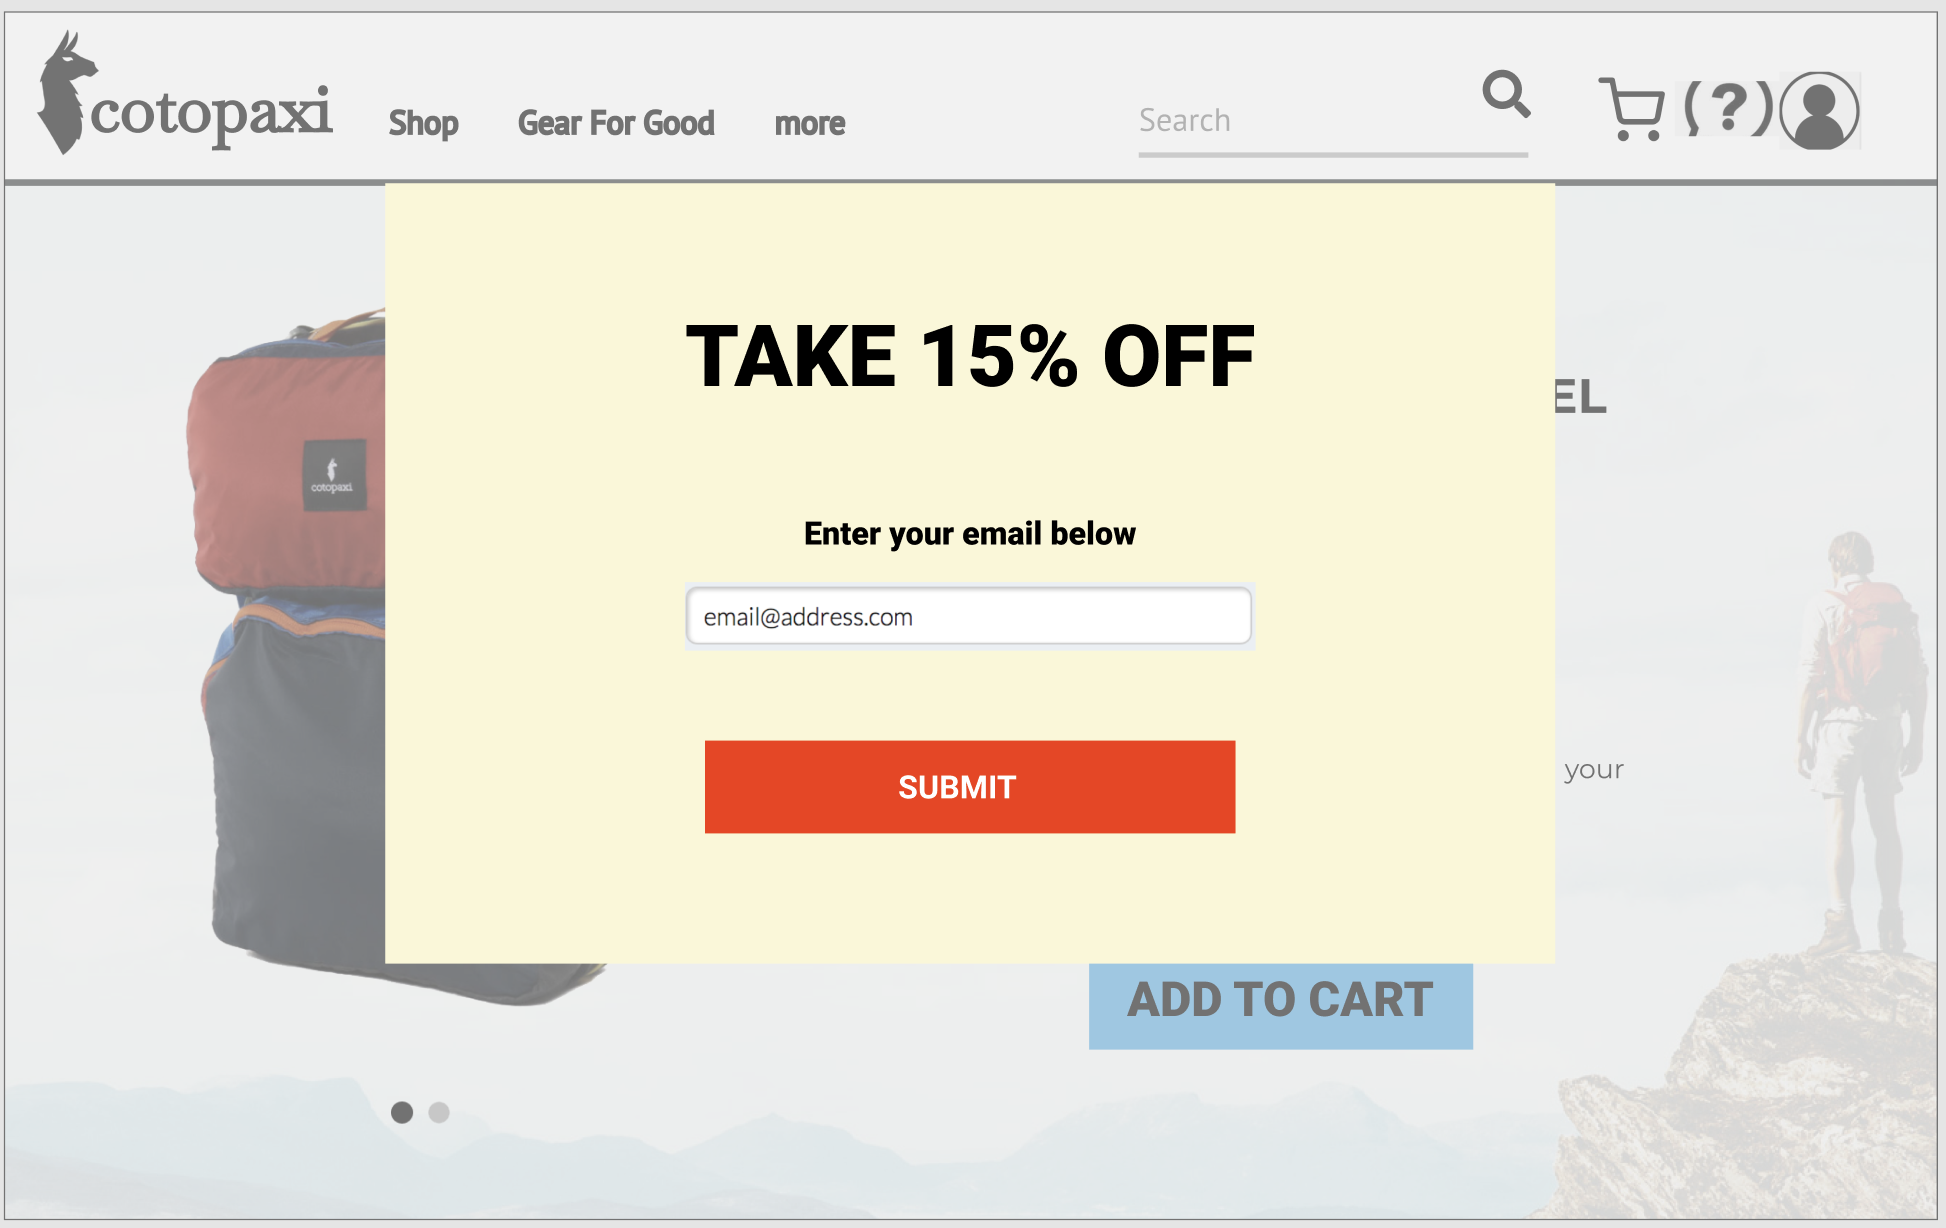 cotopaxi
Shop
Gear For Good
more
Search
(?)
TAKE 15% OFF
EL
cotopaxi
Enter your email below
email@address.com
SUBMIT
your
ADD TO CART